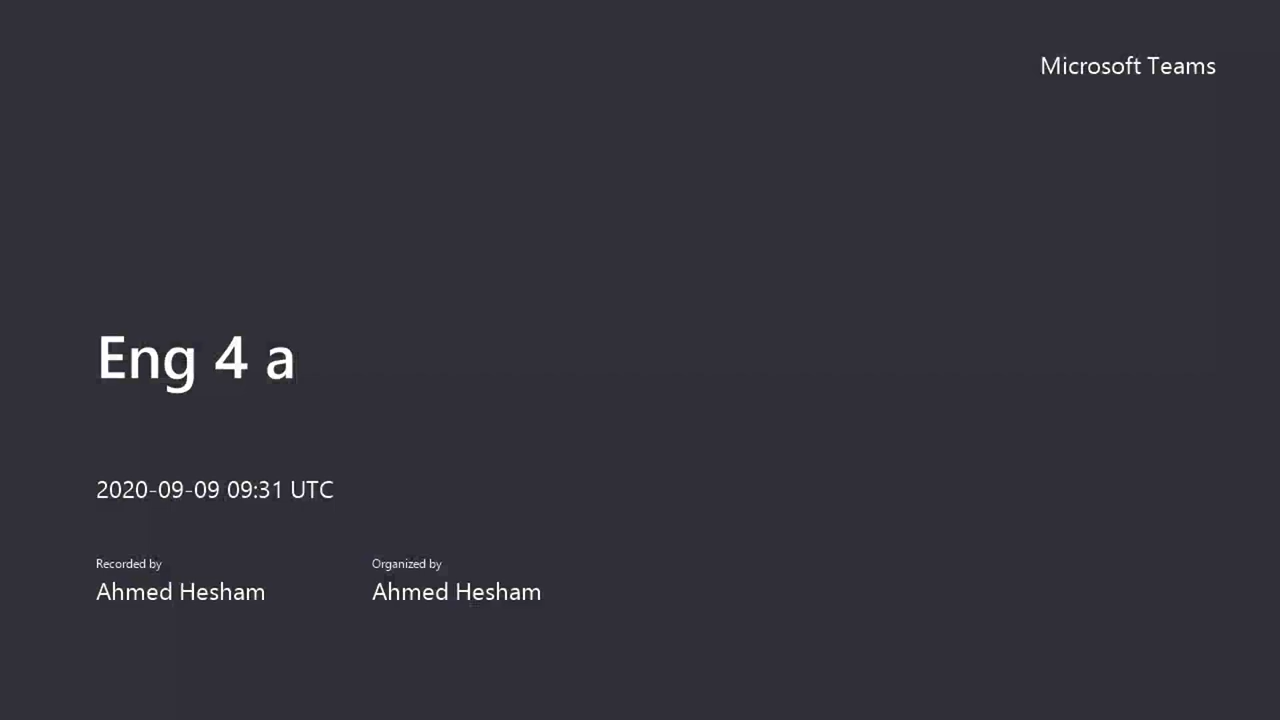 Microsoft Teams
Eng 4 a
2020-09-09 09:31 UTC
Recorded by
Organized by
Ahmed Hesham
Ahmed Hesham